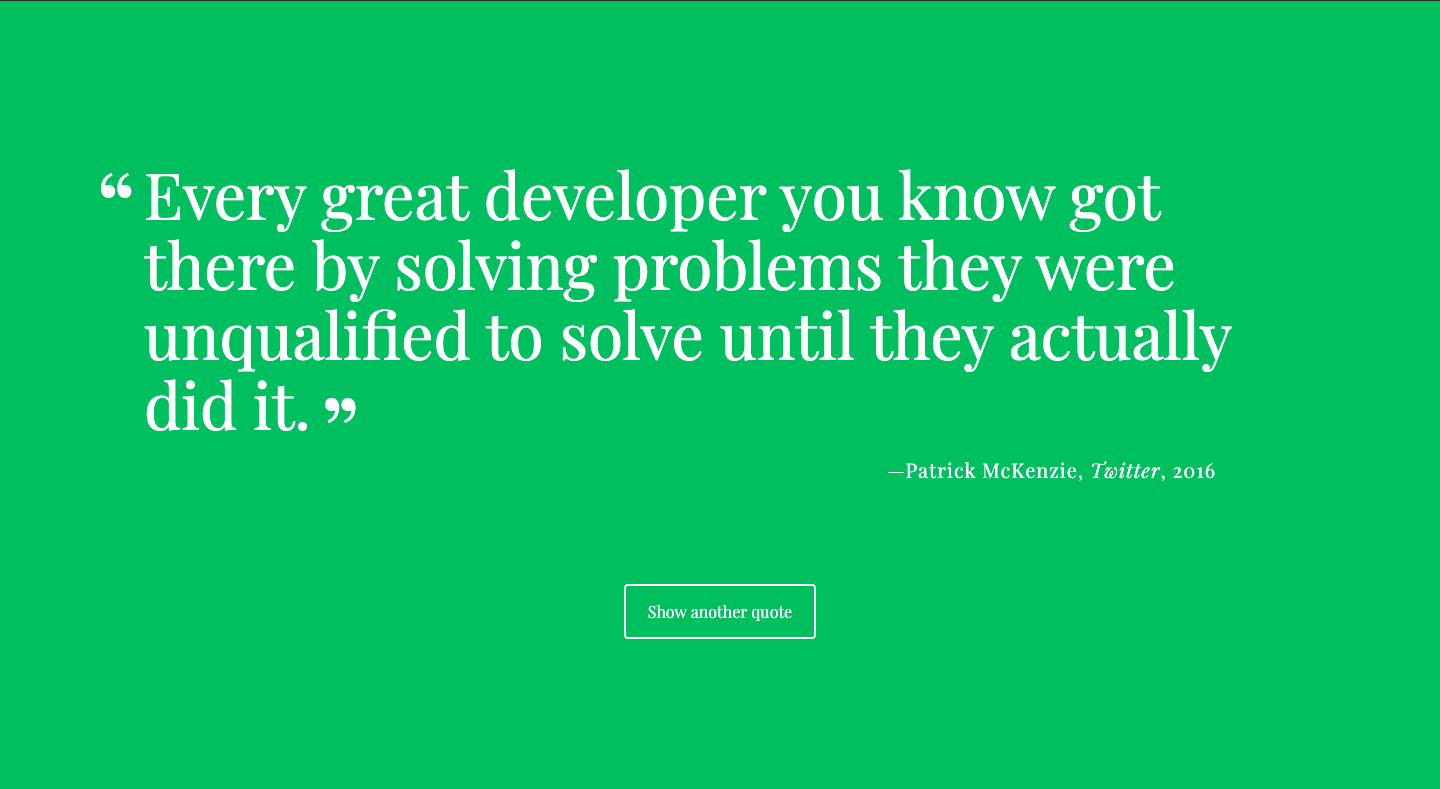 “ Every great developer you know got
there by solving problems they were
unqualified to solve until they actually
did it. ”
—Patrick McKenzie, Twitter, 2016
Show another quote